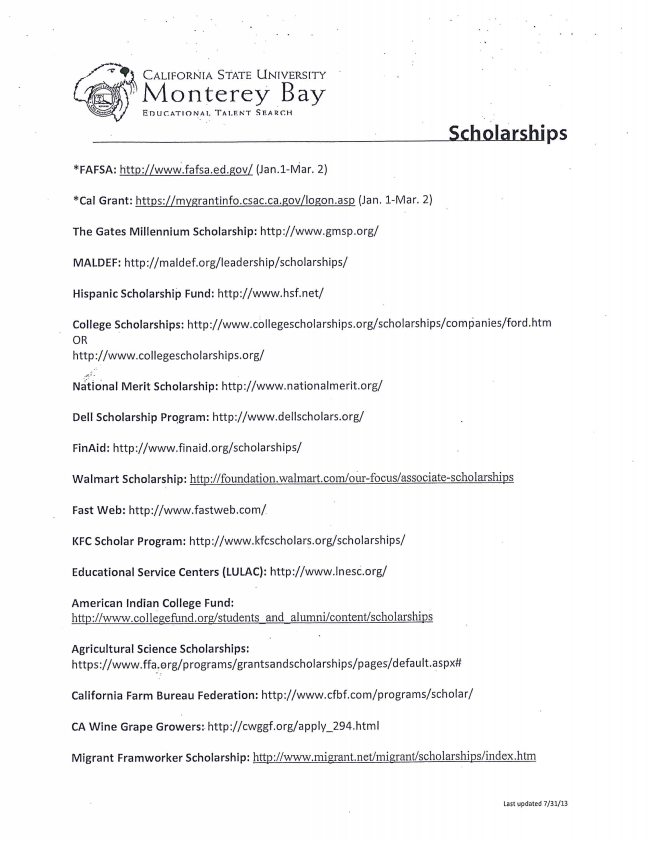 CALIFORNIA STATE UNIVERSITY
Monterey Bay
EDUCATIONAL TALENT SEARCH
Scholarships
*FAFSA: http://www.fafsa.ed.gov/ (Jan.1-Mar. 2)
*Cal Grant: https://mygrantinfo.csac.ca.gov/logon.asp (Jan. 1-Mar. 2)
The Gates Millennium Scholarship: http://www.gmsp.org/
MALDEF: http://maldef.org/leadership/scholarships/
Hispanic Scholarship Fund: http://www.hsf.net/
College Scholarships: http://www.collegescholarships.org/scholarships/companies/ford.htm
OR
http://www.collegescholarships.org/
National Merit Scholarship: http://www.nationalmerit.org/
Dell Scholarship Program: http://www.dellscholars.org/
FinAid: http://www.finaid.org/scholarships/
Walmart Scholarship: http://foundation.walmart.com/our-focus/associate-scholarships
Fast Web: http://www.fastweb.com/
KFC Scholar Program: http://www.kfcscholars.org/scholarships/
Educational Service Centers (LULAC): http://www.lnesc.org/
American Indian College Fund:
http://www.collegefund.org/students_and_alumni/content/scholarships
Agricultural Science Scholarships:
https://www.ffa.org/programs/grantsandscholarships/pages/default.aspx#
California Farm Bureau Federation: http://www.cfbf.com/programs/scholar/
CA Wine Grape Growers: http://cwggf.org/apply_294.html
Migrant Framworker Scholarship: http://www.migrant.net/migrant/scholarships/index.htm
Last updated 7/31/13